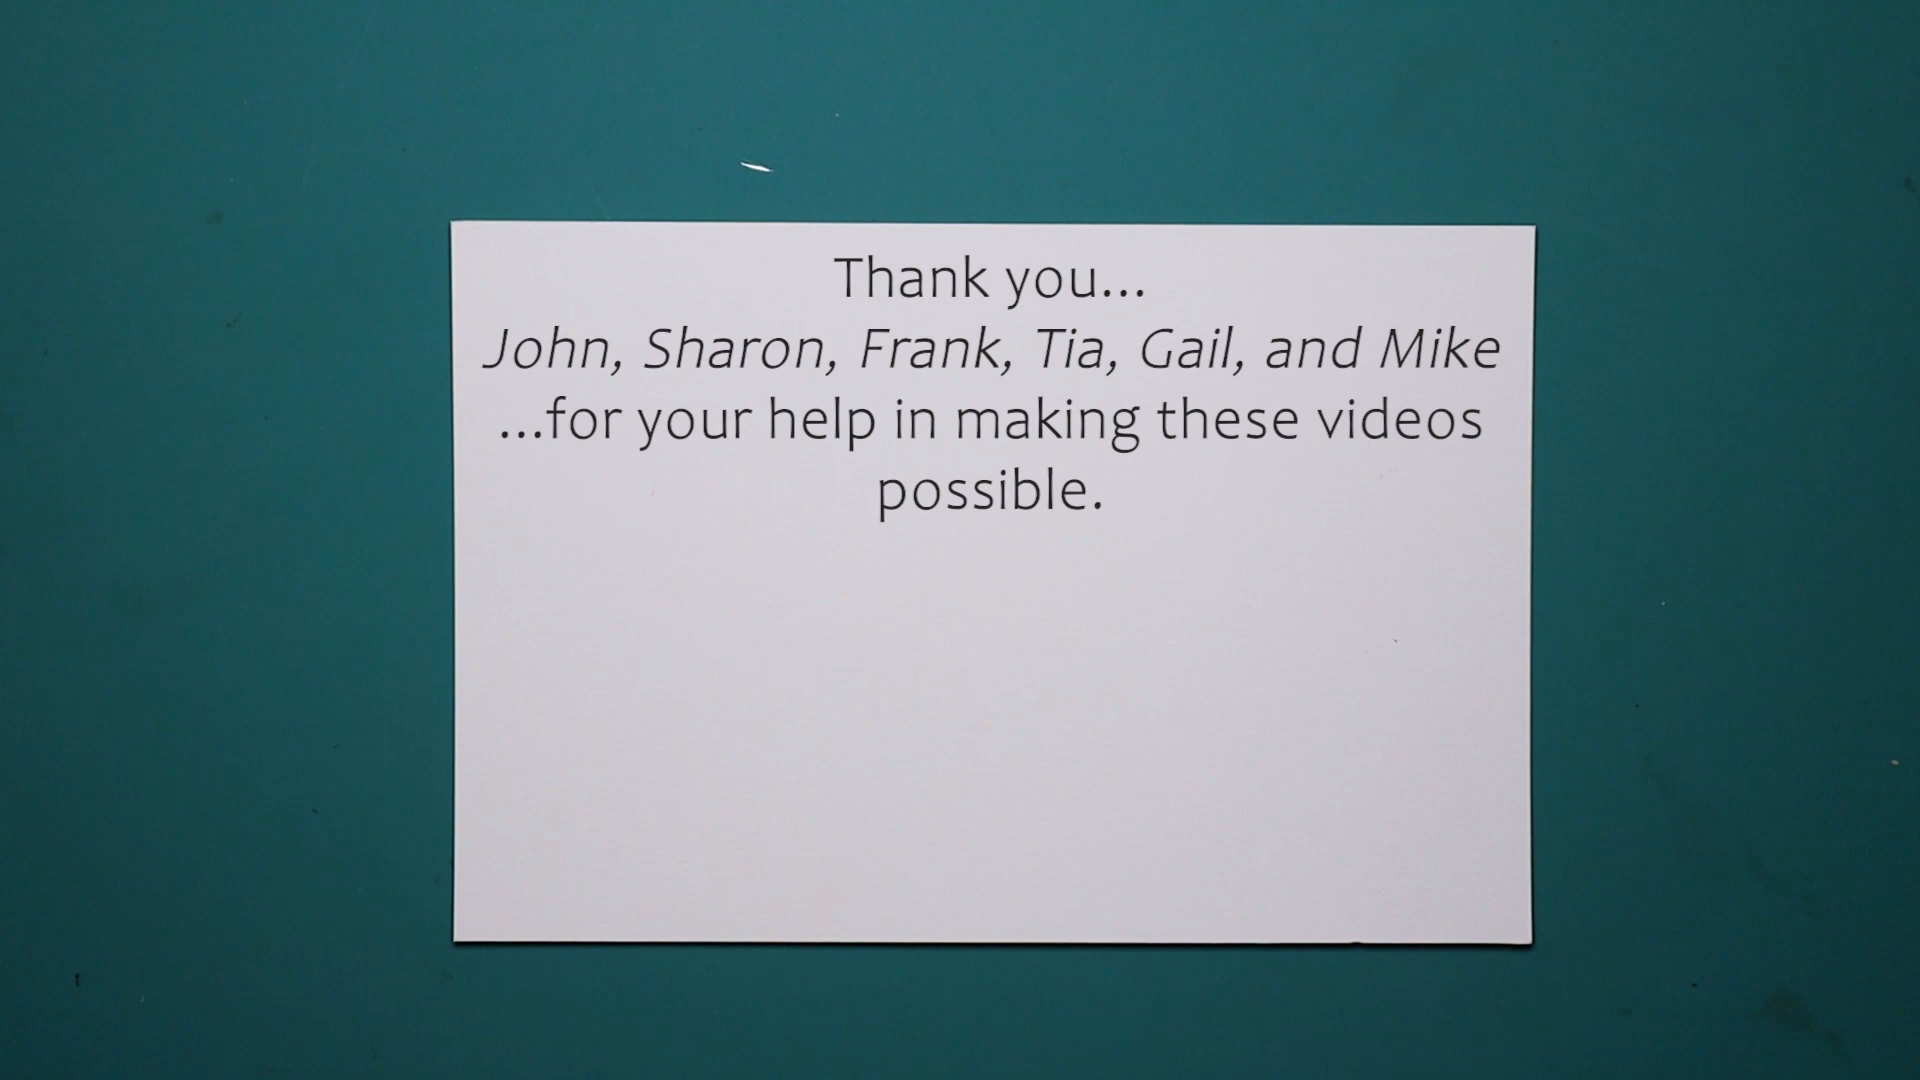 Thank you...
John, Sharon, Frank, Tia, Gail, and Mike
...for your help in making these videos
possible.